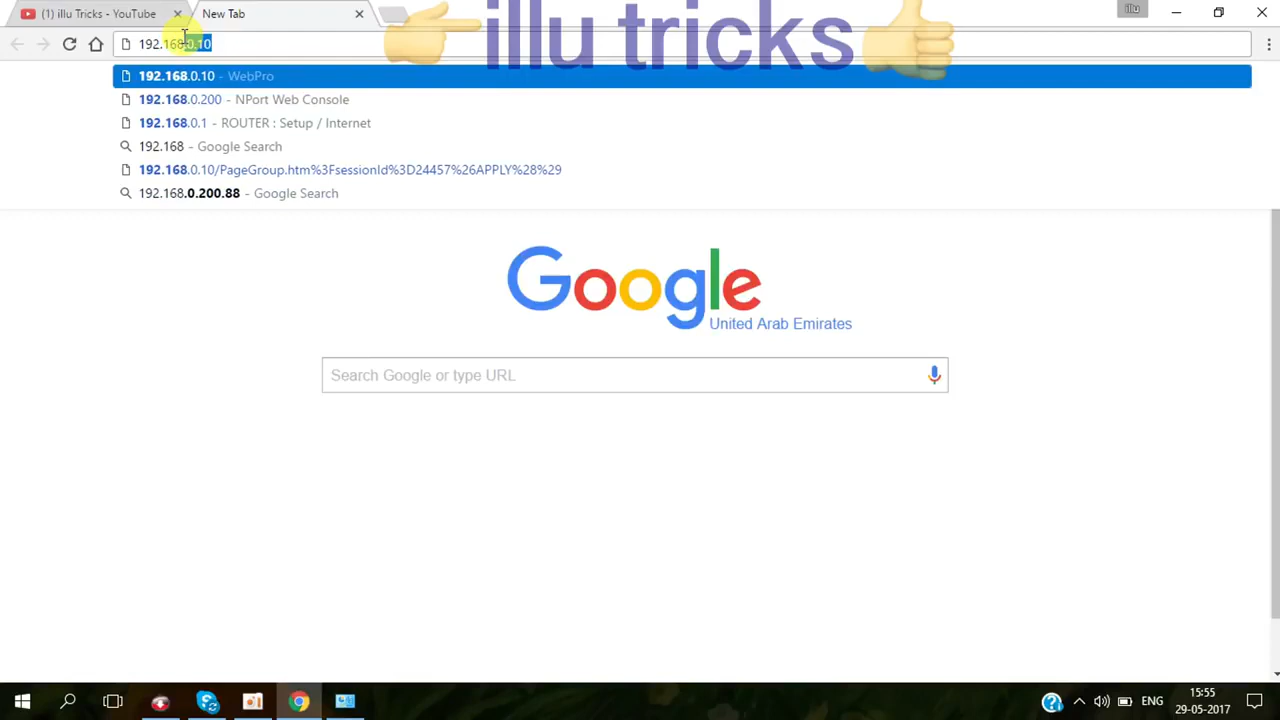 (1) illu Tricks - YouTube
New Tab
illu
192.168.0.10
illu tricks
192.168.0.10 - WebPro
192.168.0.200 - NPort Web Console
192.168.0.1 - ROUTER : Setup / Internet
192.168 - Google Search
192.168.0.10/PageGroup.htm%3FsessionId%3D24457%26APPLY%28%29
192.168.0.200.88 - Google Search
Google
United Arab Emirates
Search Google or type URL
ENG
15:55
29-05-2017